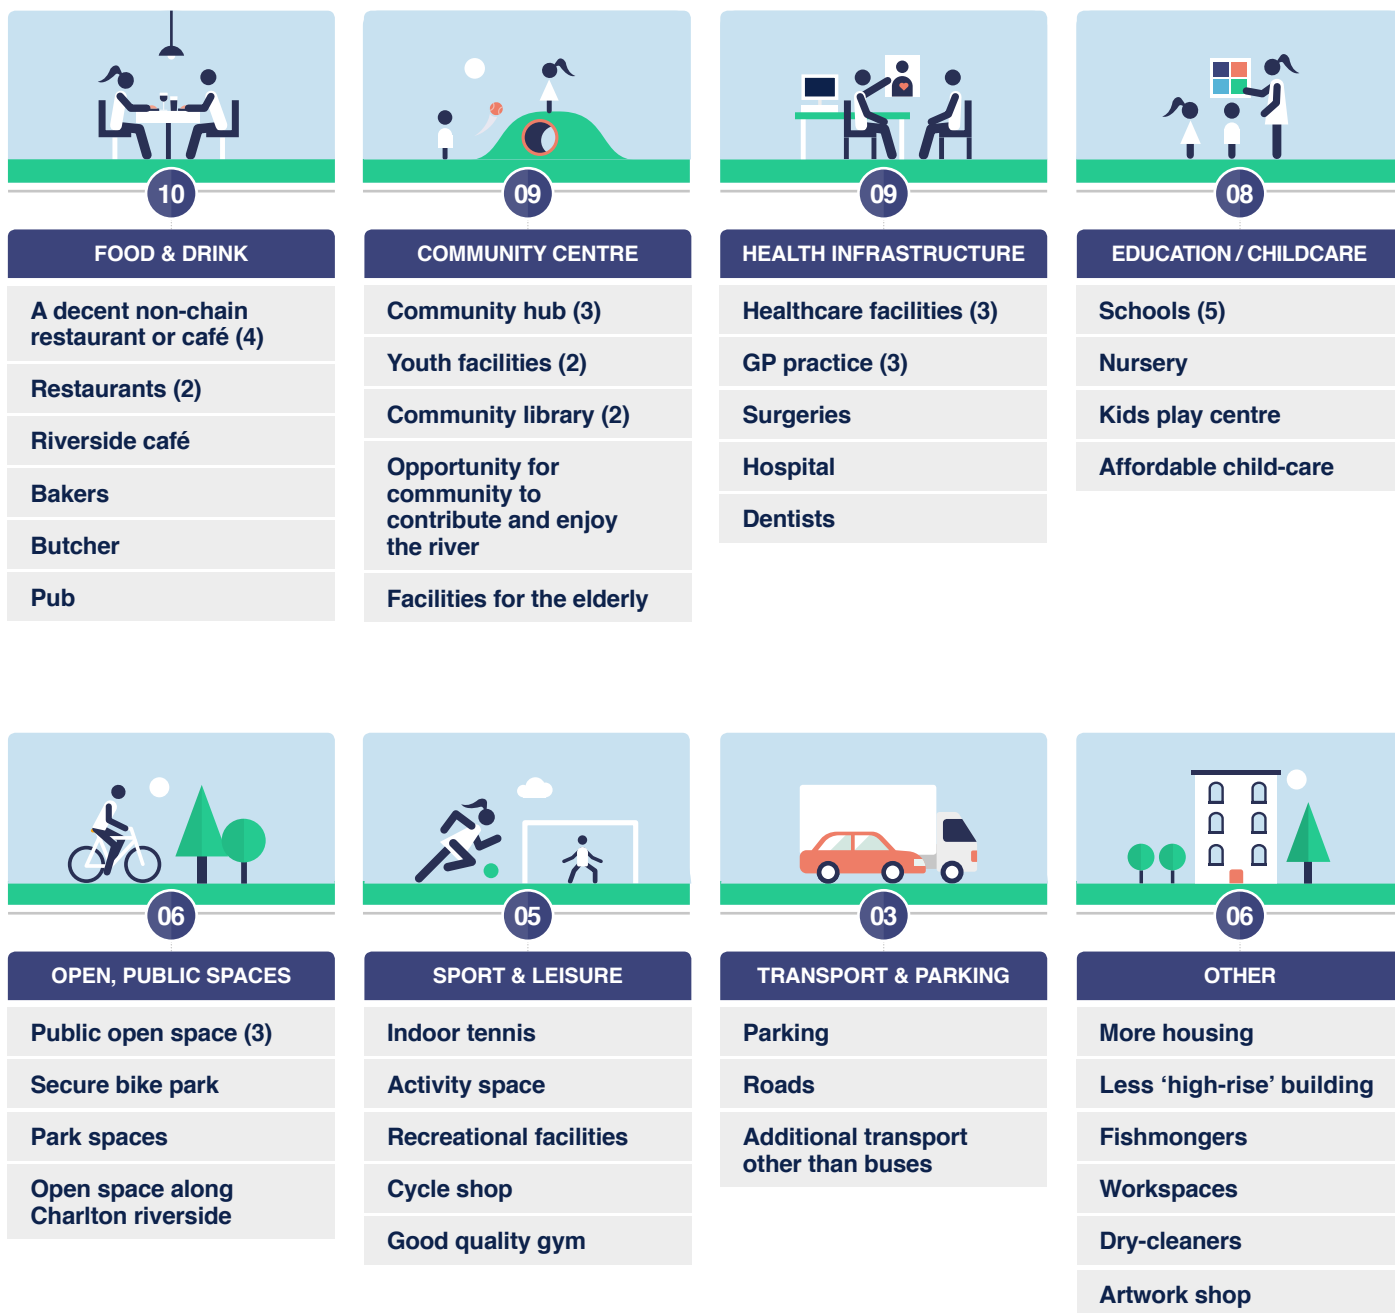 10
FOOD & DRINK
A decent non-chain
restaurant or café (4)
Restaurants (2)
Riverside café
Bakers
Butcher
Pub
09
COMMUNITY CENTRE
Community hub (3)
Youth facilities (2)
Community library (2)
Opportunity for
community to
contribute and enjoy
the river
Facilities for the elderly
09
HEALTH INFRASTRUCTURE
Healthcare facilities (3)
GP practice (3)
Surgeries
Hospital
Dentists
08
EDUCATION / CHILDCARE
Schools (5)
Nursery
Kids play centre
Affordable child-care
06
OPEN, PUBLIC SPACES
Public open space (3)
Secure bike park
Park spaces
Open space along
Charlton riverside
05
SPORT & LEISURE
Indoor tennis
Activity space
Recreational facilities
Cycle shop
Good quality gym
03
TRANSPORT & PARKING
Parking
Roads
Additional transport
other than buses
06
OTHER
More housing
Less ‘high-rise’ building
Fishmongers
Workspaces
Dry-cleaners
Artwork shop